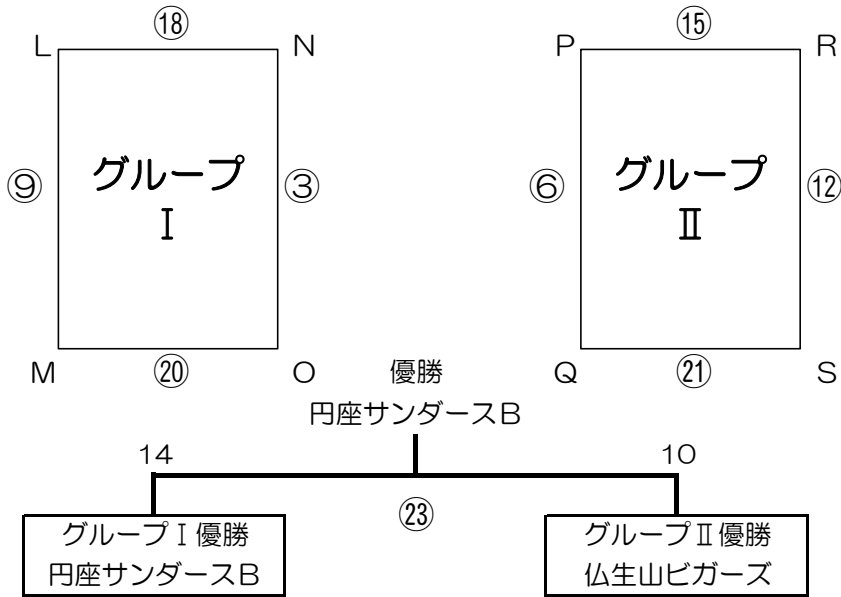 ⑱ ⑮
L N P R
グループ グループ
⑨ ③ ⑥ ⑫
Ⅰ Ⅱ
M ⑳ O 優勝 Q ㉑ S
円座サンダースB
14 10
㉓
グループⅠ優勝 グループⅡ優勝
円座サンダースB 仏生山ビガーズ